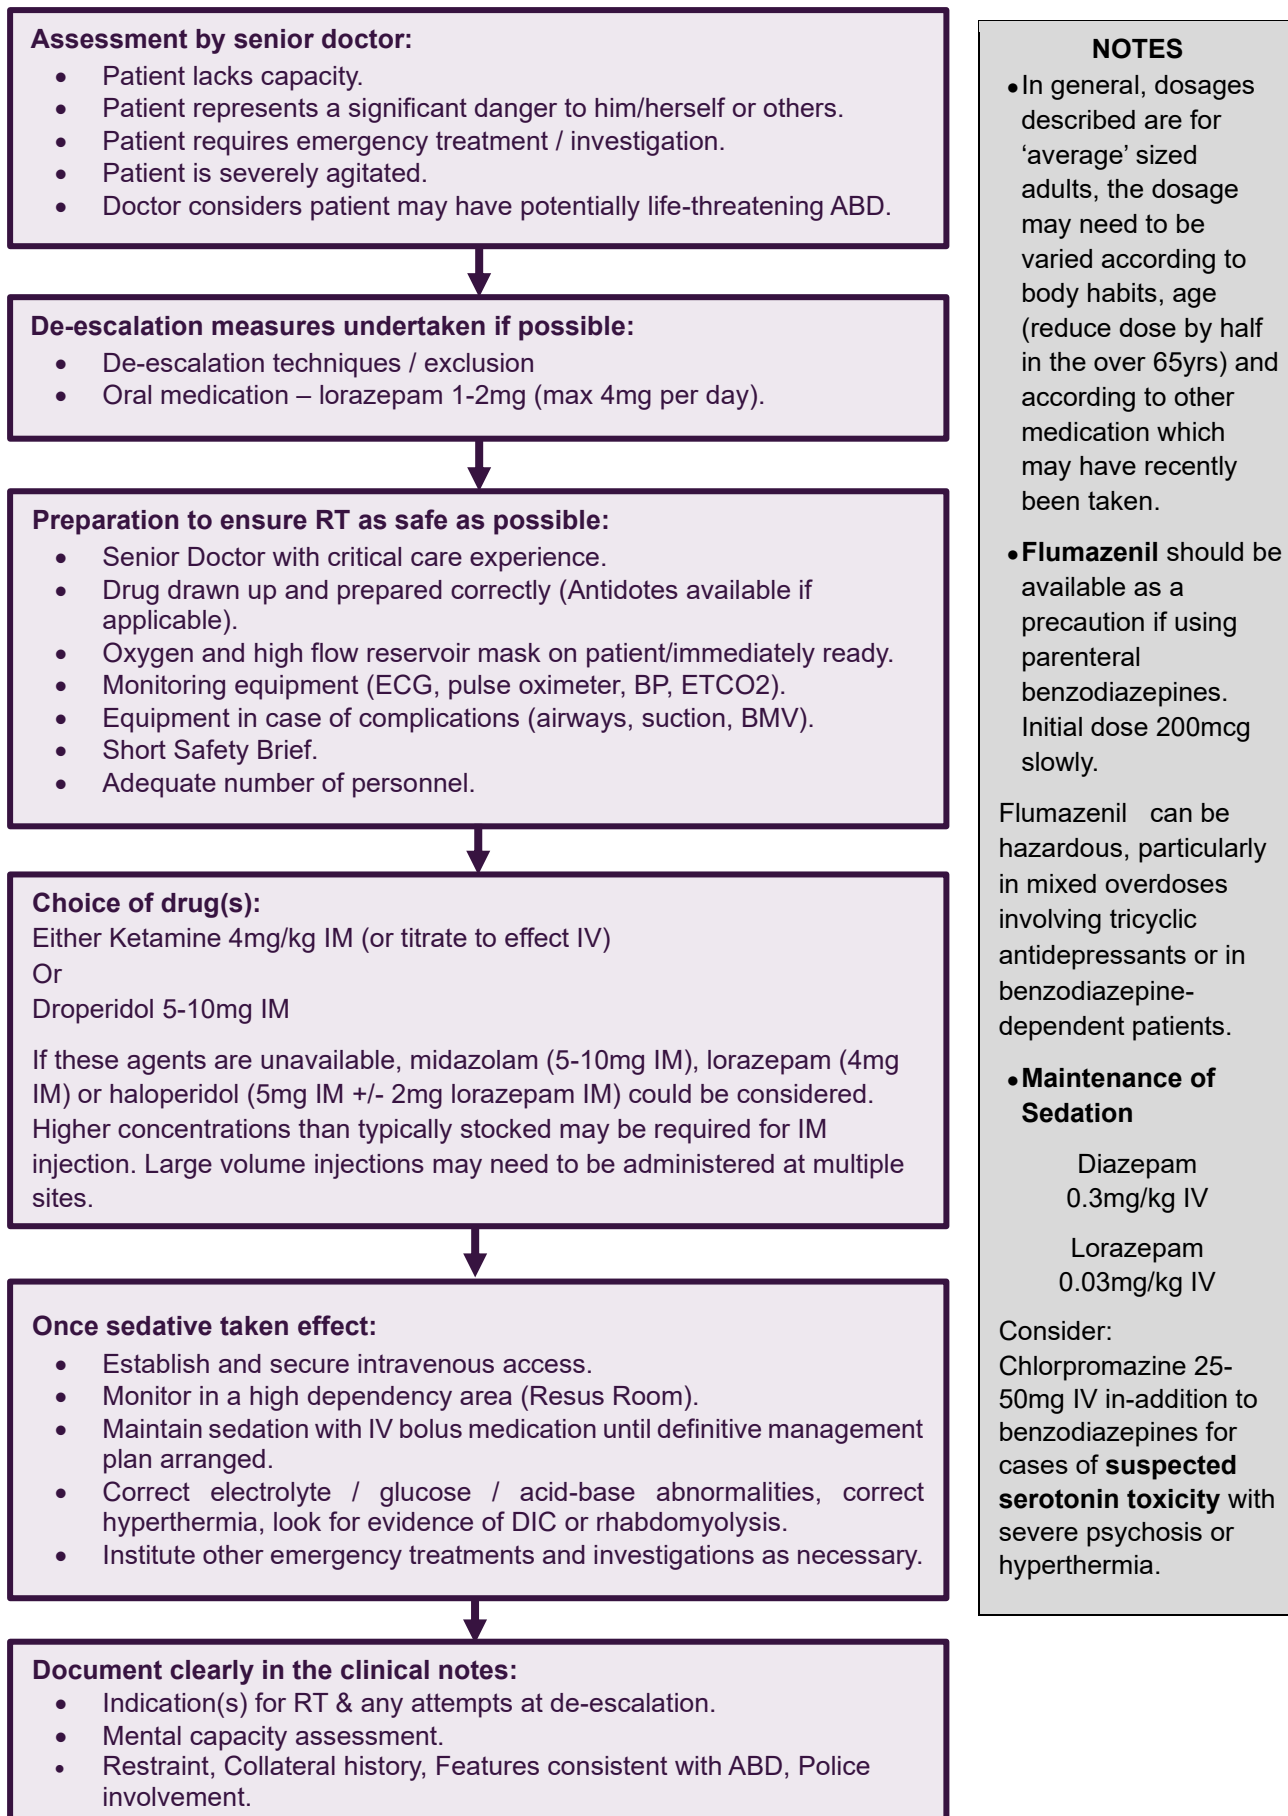 Assessment by senior doctor:
• Patient lacks capacity.
• Patient represents a significant danger to him/herself or others.
• Patient requires emergency treatment / investigation.
• Patient is severely agitated.
• Doctor considers patient may have potentially life-threatening ABD.
De-escalation measures undertaken if possible:
• De-escalation techniques / exclusion
• Oral medication – lorazepam 1-2mg (max 4mg per day).
Preparation to ensure RT as safe as possible:
• Senior Doctor with critical care experience.
• Drug drawn up and prepared correctly (Antidotes available if
applicable).
• Oxygen and high flow reservoir mask on patient/immediately ready.
• Monitoring equipment (ECG, pulse oximeter, BP, ETCO2).
• Equipment in case of complications (airways, suction, BMV).
• Short Safety Brief.
• Adequate number of personnel.
Choice of drug(s):
Either Ketamine 4mg/kg IM (or titrate to effect IV)
Or
Droperidol 5-10mg IM
If these agents are unavailable, midazolam (5-10mg IM), lorazepam (4mg
IM) or haloperidol (5mg IM +/- 2mg lorazepam IM) could be considered.
Higher concentrations than typically stocked may be required for IM
injection. Large volume injections may need to be administered at multiple
sites.
Once sedative taken effect:
• Establish and secure intravenous access.
• Monitor in a high dependency area (Resus Room).
• Maintain sedation with IV bolus medication until definitive management
plan arranged.
• Correct electrolyte / glucose / acid-base abnormalities, correct
hyperthermia, look for evidence of DIC or rhabdomyolysis.
• Institute other emergency treatments and investigations as necessary.
Document clearly in the clinical notes:
• Indication(s) for RT & any attempts at de-escalation.
• Mental capacity assessment.
• Restraint, Collateral history, Features consistent with ABD, Police
involvement.
NOTES
• In general, dosages
described are for
‘average’ sized
adults, the dosage
may need to be
varied according to
body habits, age
(reduce dose by half
in the over 65yrs) and
according to other
medication which
may have recently
been taken.
• Flumazenil should be
available as a
precaution if using
parenteral
benzodiazepines.
Initial dose 200mcg
slowly.
Flumazenil can be
hazardous, particularly
in mixed overdoses
involving tricyclic
antidepressants or in
benzodiazepine-
dependent patients.
• Maintenance of
Sedation
Diazepam
0.3mg/kg IV
Lorazepam
0.03mg/kg IV
Consider:
Chlorpromazine 25-
50mg IV in-addition to
benzodiazepines for
cases of suspected
serotonin toxicity with
severe psychosis or
hyperthermia.